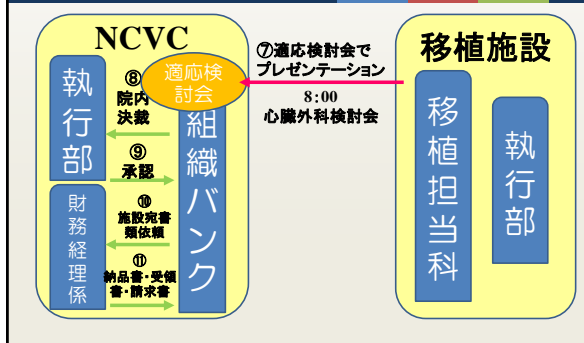 NCVC
執行部
⑧
院内
決裁
⑨
承認
適応検
討会
組織バンク
財務経理係
⑩
施設宛書
類依頼
⑪
納品書・受領
書・請求書
⑦適応検討会で
プレゼンテーション
8:00
心臓外科検討会
移植施設
移植担当科
執行部